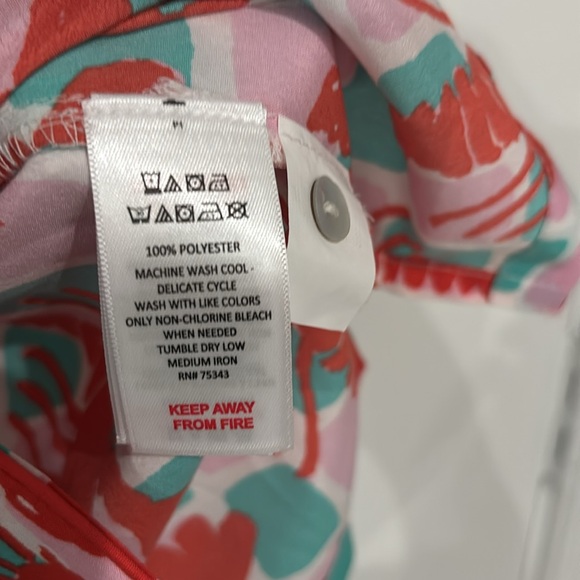 100% POLYESTER
MACHINE WASH COOL -
DELICATE CYCLE
WASH WITH LIKE COLORS
ONLY NON-CHLORINE BLEACH
WHEN NEEDED
TUMBLE DRY LOW
MEDIUM IRON
RN# 75343
KEEP AWAY
FROM FIRE